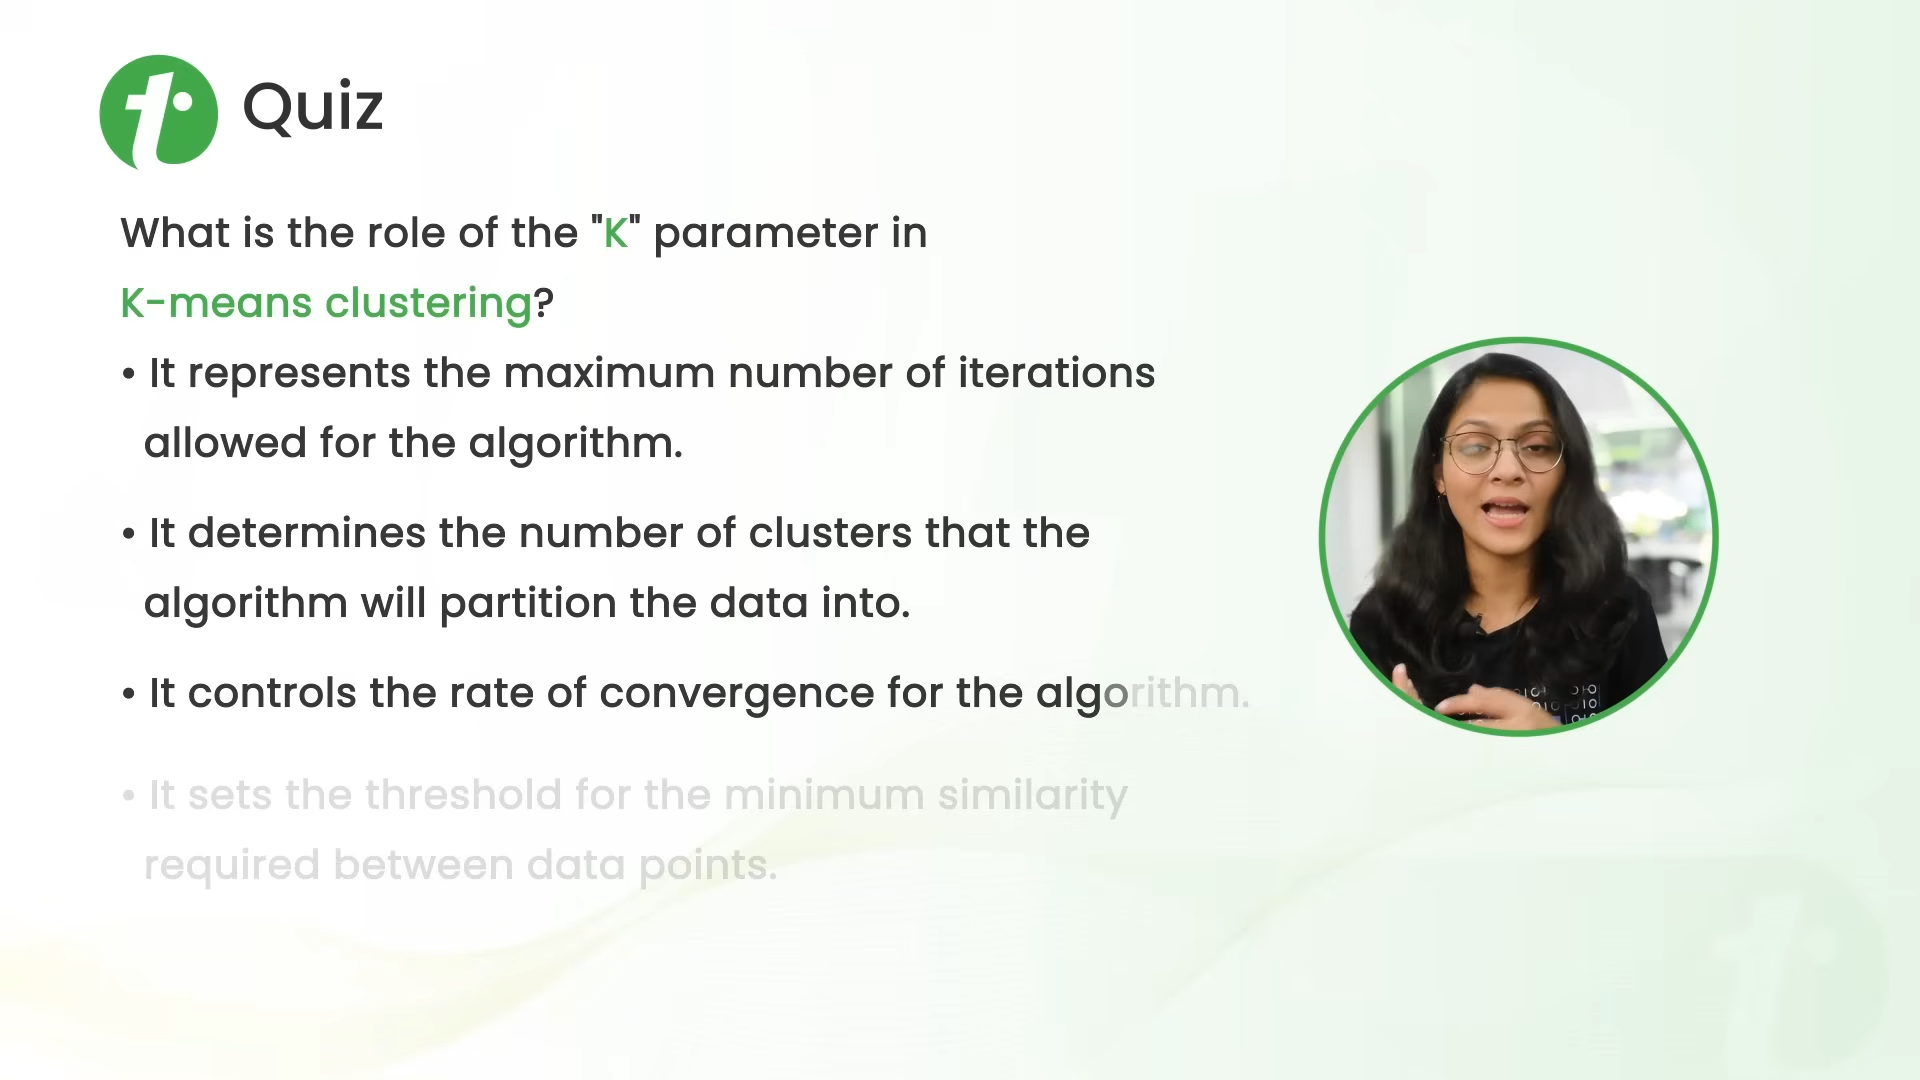 Quiz
What is the role of the "K" parameter in
K-means clustering?
• It represents the maximum number of iterations
allowed for the algorithm.
• It determines the number of clusters that the
algorithm will partition the data into.
• It controls the rate of convergence for the algorithm.
• It sets the threshold for the minimum similarity
required between data points.